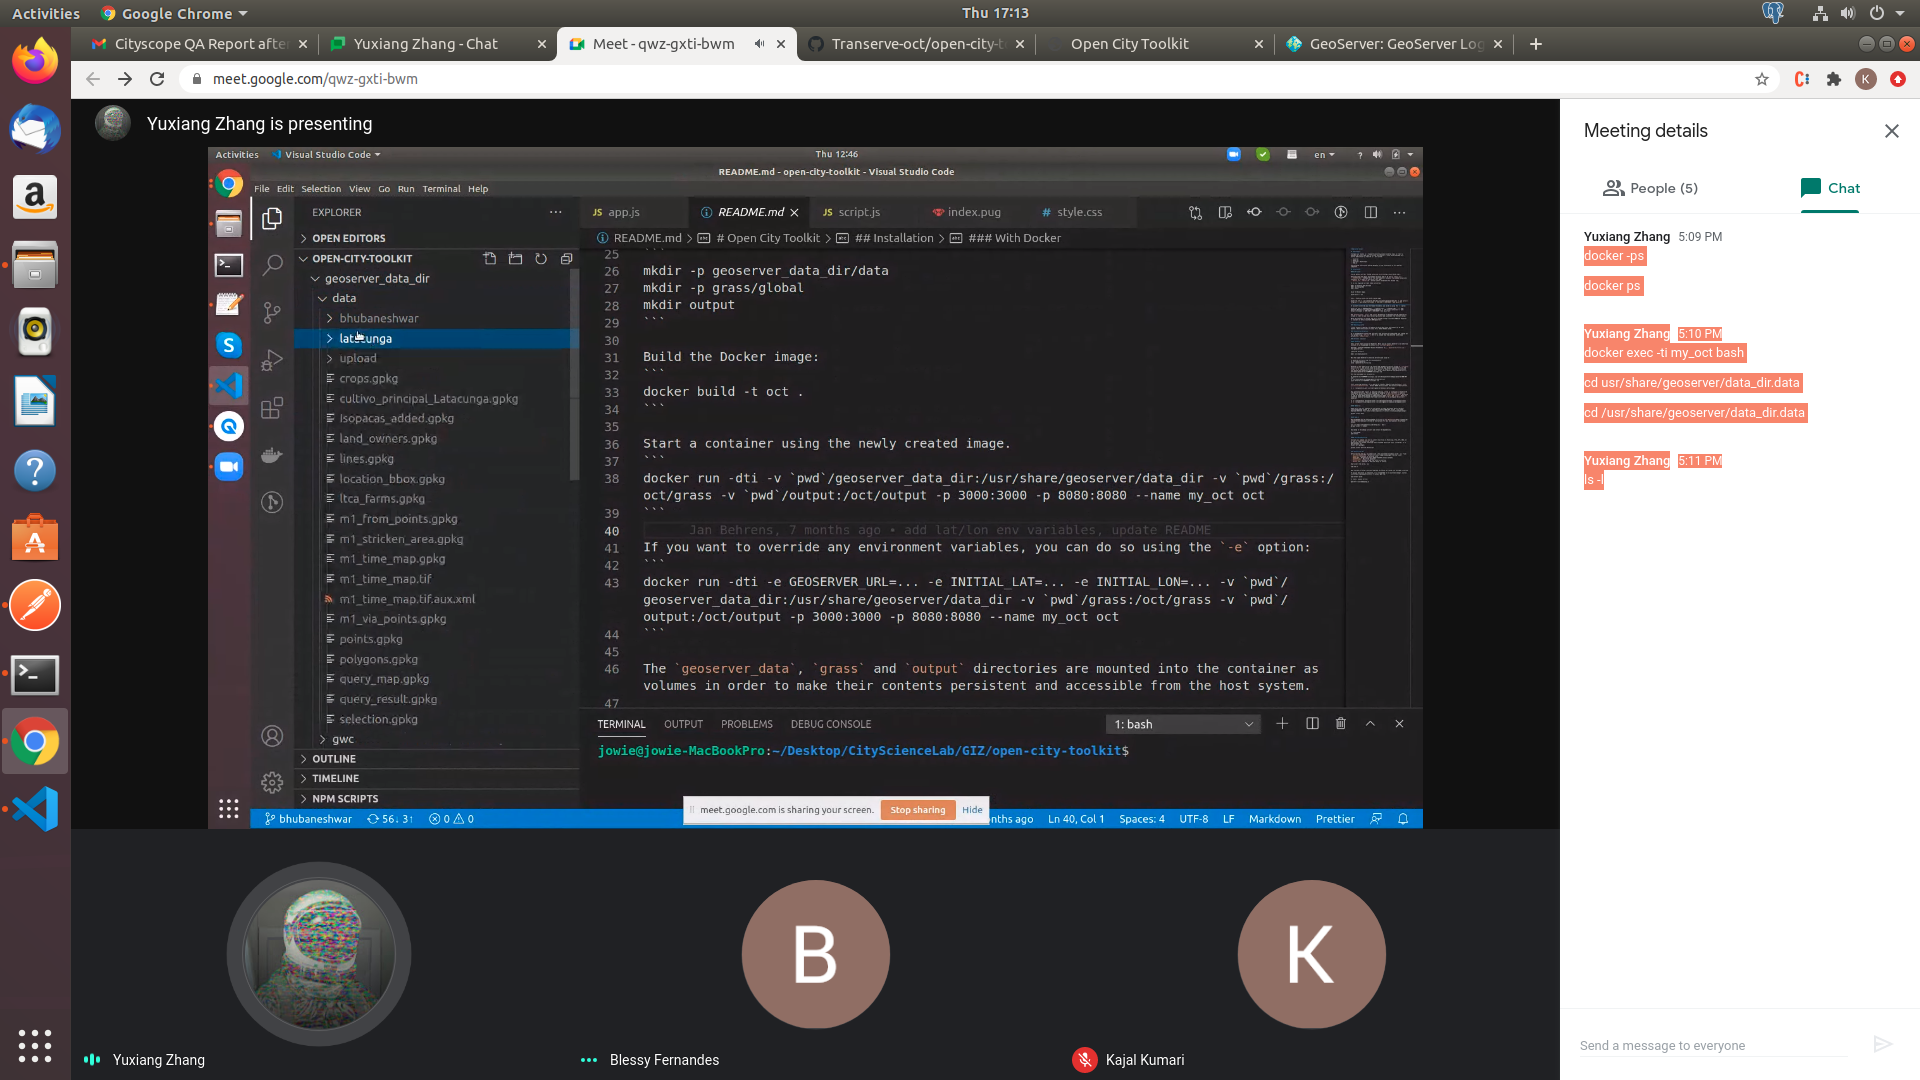 Activities
Google Chrome
Thu 17:13
Cityscope QA Report afte
Yuxiang Zhang - Chat
Meet - qwz-gxti-bwm
Transerve-oct/open-city-t
Open City Toolkit
GeoServer: GeoServer Log
meet.google.com/qwz-gxti-bwm
K
Yuxiang Zhang is presenting
Activities
Visual Studio Code
Thu 12:46
en
README.md - open-city-toolkit - Visual Studio Code
File Edit Selection View Go Run Terminal Help
EXPLORER
OPEN EDITORS
OPEN-CITY-TOOLKIT
geoserver_data_dir
data
bhubaneshwar
latacunga
upload
crops.gpkg
cultivo_principal_Latacunga.gpkg
isopacas_added.gpkg
land_owners.gpkg
lines.gpkg
location_bbox.gpkg
ltca_farms.gpkg
m1_from_points.gpkg
m1_stricken_area.gpkg
m1_time_map.gpkg
m1_time_map.tif
m1_time_map.tif.aux.xml
m1_via_points.gpkg
points.gpkg
polygons.gpkg
query_map.gpkg
query_result.gpkg
selection.gpkg
gwc
OUTLINE
TIMELINE
NPM SCRIPTS
JS app.js
README.md
JS script.js
index.pug
# style.css
README.md > # Open City Toolkit > ## Installation > ### With Docker
25 ```
26 mkdir -p geoserver_data_dir/data
27 mkdir -p grass/global
28 mkdir output
29 ```
30
31 Build the Docker image:
32 ```
33 docker build -t oct .
34 ```
35
36 Start a container using the newly created image.
37 ```
38 docker run -dti -v `pwd`/geoserver_data_dir:/usr/share/geoserver/data_dir -v `pwd`/grass:/
oct/grass -v `pwd`/output:/oct/output -p 3000:3000 -p 8080:8080 --name my_oct oct
39 ```
40 Jan Behrens, 7 months ago • add lat/lon env variables, update README
41 If you want to override any environment variables, you can do so using the `-e` option:
42 ```
43 docker run -dti -e GEOSERVER_URL=... -e INITIAL_LAT=... -e INITIAL_LON=... -v `pwd`/
geoserver_data_dir:/usr/share/geoserver/data_dir -v `pwd`/grass:/oct/grass -v `pwd`/
output:/oct/output -p 3000:3000 -p 8080:8080 --name my_oct oct
44 ```
45
46 The `geoserver_data`, `grass` and `output` directories are mounted into the container as
volumes in order to make their contents persistent and accessible from the host system.
47
TERMINAL OUTPUT PROBLEMS DEBUG CONSOLE
1: bash
jowie@jowie-MacBookPro:~/Desktop/CityScienceLab/GIZ/open-city-toolkit$
meet.google.com is sharing your screen.
Stop sharing
Hide
bhubaneshwar
56↓ 3↑
0 0
nths ago
Ln 40, Col 1
Spaces: 4
UTF-8
LF
Markdown
Prettier
B
K
Yuxiang Zhang
Blessy Fernandes
Kajal Kumari
Meeting details
People (5)
Chat
Yuxiang Zhang 5:09 PM
docker -ps
docker ps
Yuxiang Zhang 5:10 PM
docker exec -ti my_oct bash
cd usr/share/geoserver/data_dir.data
cd /usr/share/geoserver/data_dir.data
Yuxiang Zhang 5:11 PM
ls -l
Send a message to everyone